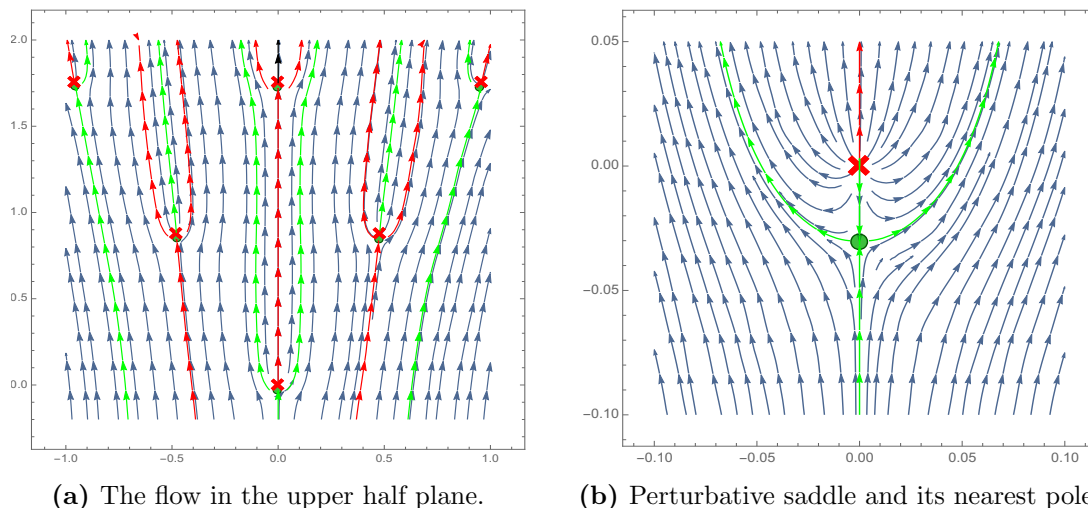 2.0
1.5
1.0
0.5
0.0
−1.0 −0.5 0.0 0.5 1.0
0.05
0.00
−0.05
−0.10
−0.10 −0.05 0.00 0.05 0.10
(a) The flow in the upper half plane.
(b) Perturbative saddle and its nearest pole